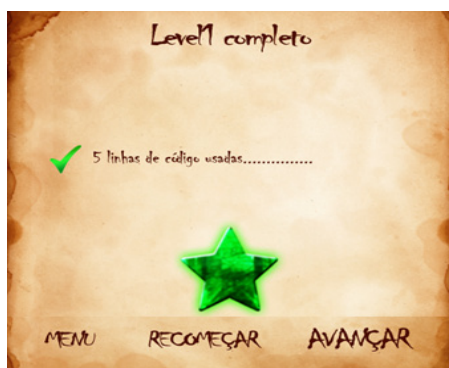 Level1 completo
5 linhas de código usadas...............
MENU RECOMEÇAR AVANÇAR